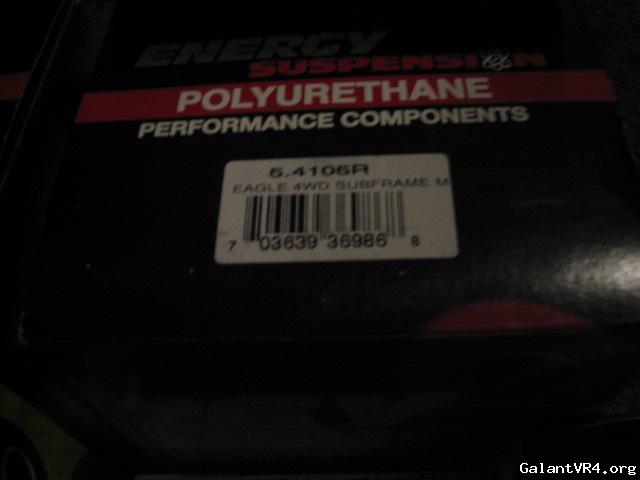 ENERGY
SUSPENSION
POLYURETHANE
PERFORMANCE COMPONENTS
5.4105R
EAGLE 4WD SUBFRAME M
7 03639 36986 8
GalantVR4.org